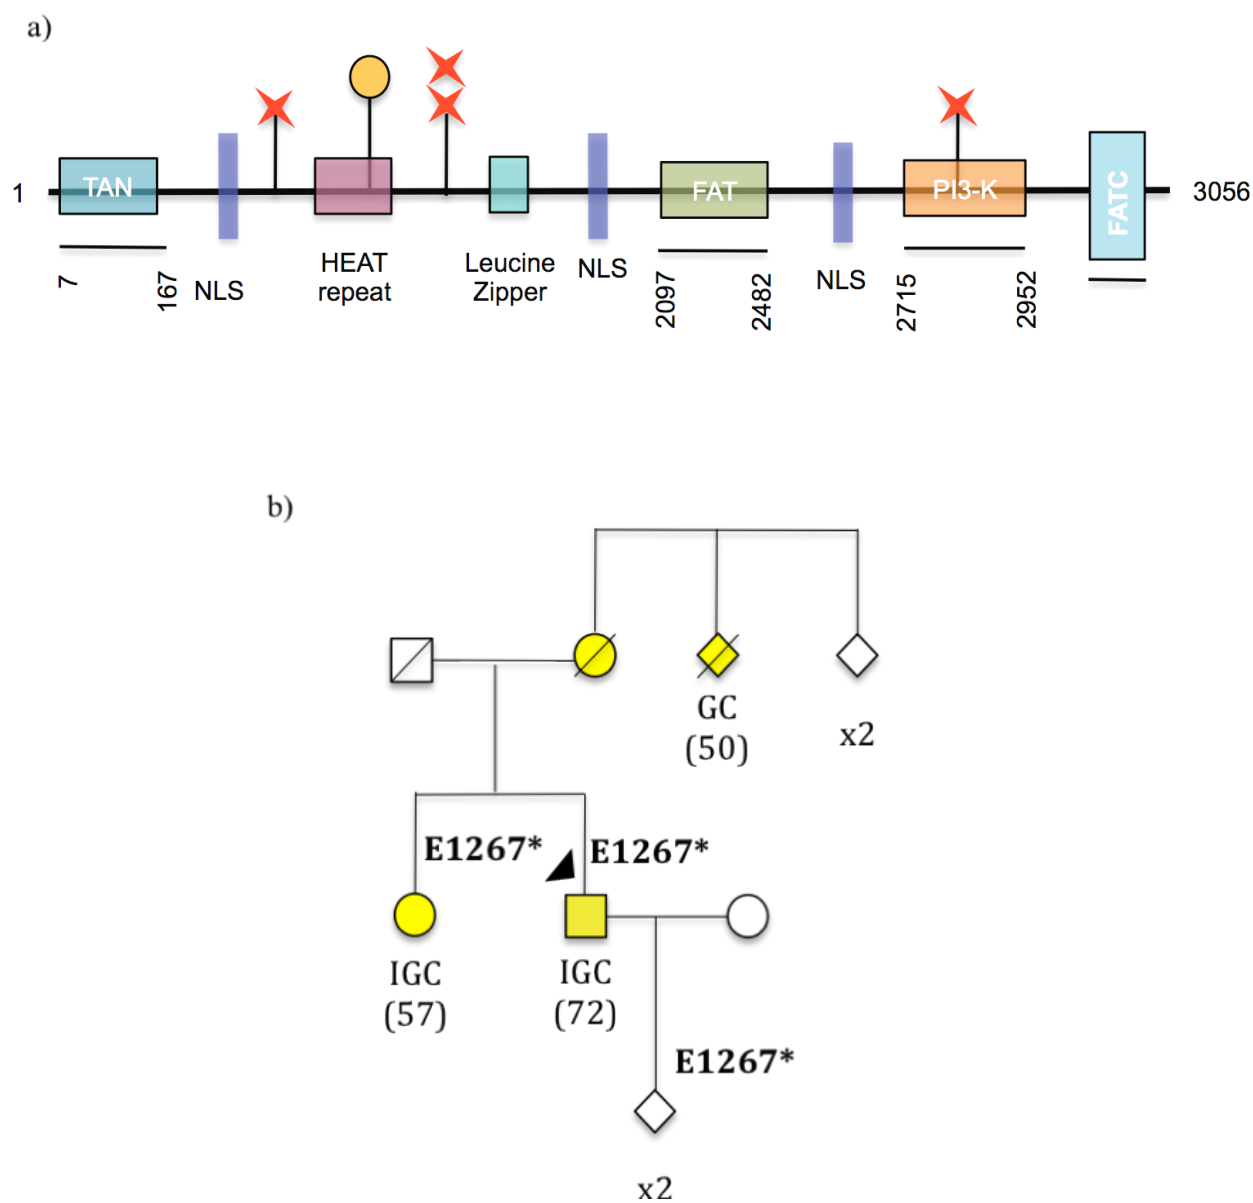 a)
1
TAN
FAT
PI3-K
FATC
3056
HEAT
repeat
Leucine
Zipper
NLS
NLS
NLS
7
167
2097
2482
2715
2952
b)
GC
(50)
x2
E1267*
E1267*
IGC
(57)
IGC
(72)
E1267*
x2